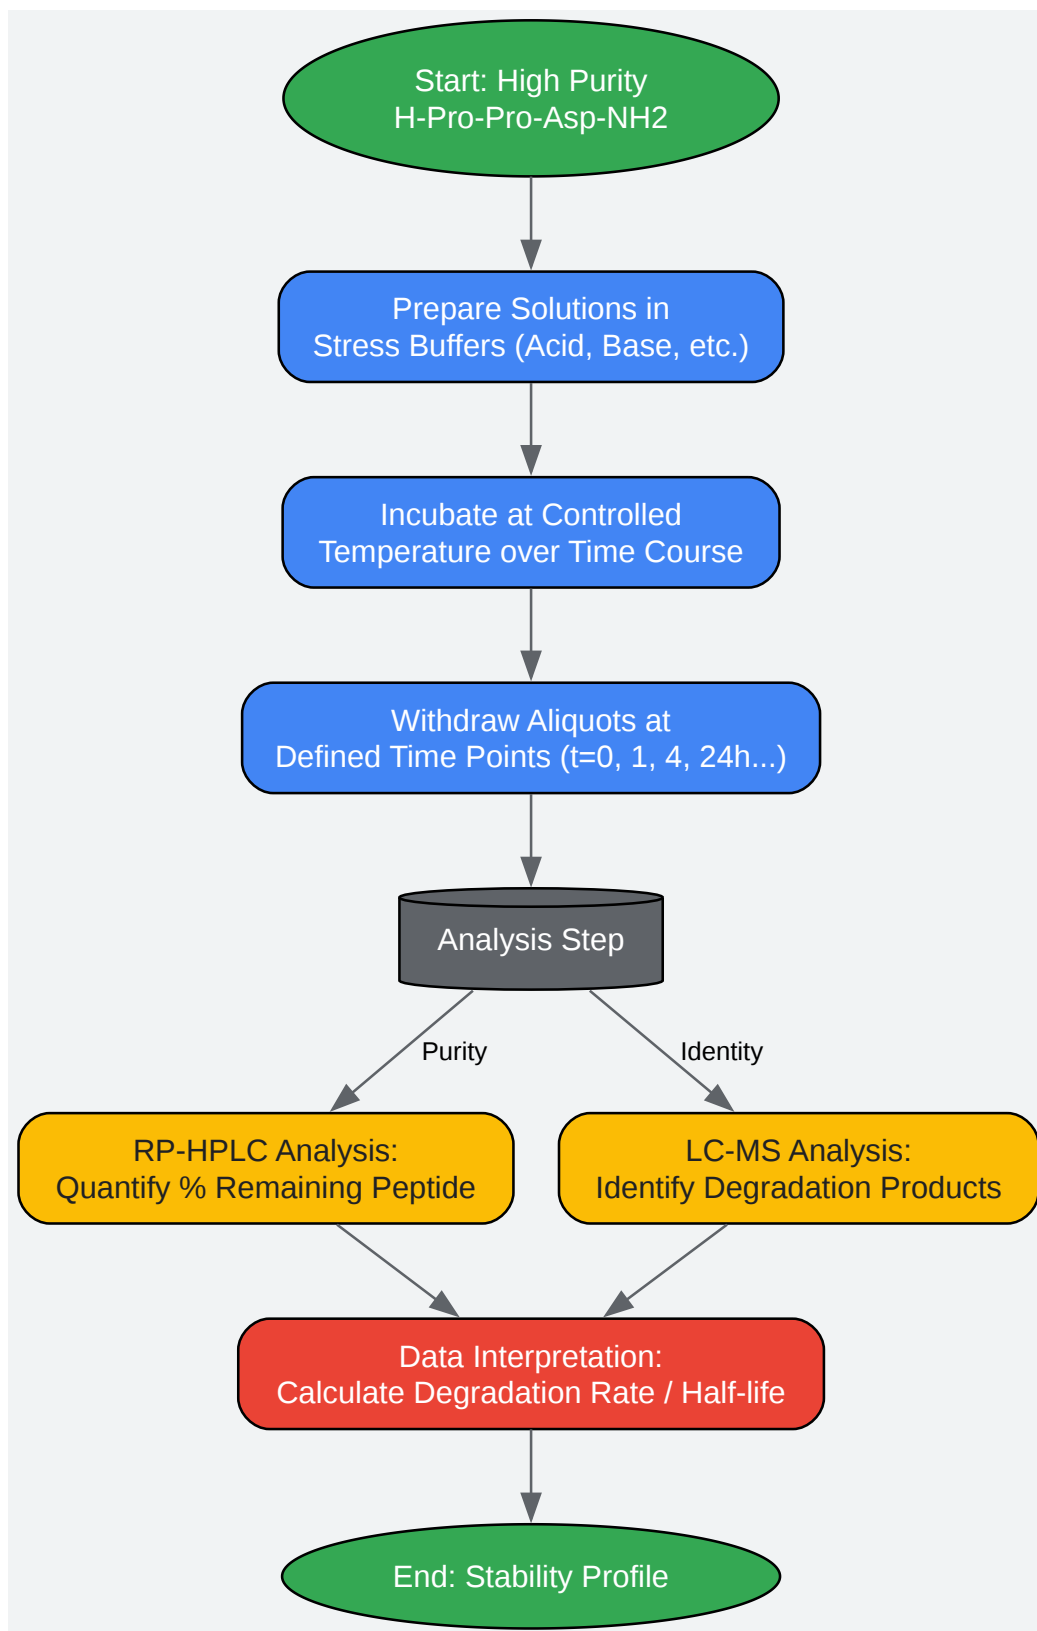 Start: High Purity
H-Pro-Pro-Asp-NH2
Prepare Solutions in
Stress Buffers (Acid, Base, etc.)
Incubate at Controlled
Temperature over Time Course
Withdraw Aliquots at
Defined Time Points (t=0, 1, 4, 24h...)
Analysis Step
Purity
Identity
RP-HPLC Analysis:
Quantify % Remaining Peptide
LC-MS Analysis:
Identify Degradation Products
Data Interpretation:
Calculate Degradation Rate / Half-life
End: Stability Profile